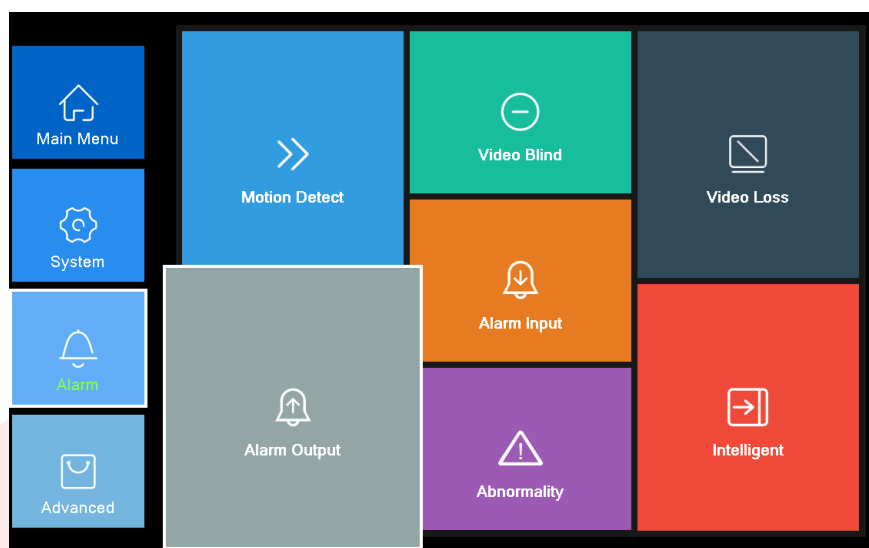 Main Menu
System
Alarm
Advanced
Motion Detect
Video Blind
Video Loss
Alarm Input
Alarm Output
Abnormality
Intelligent